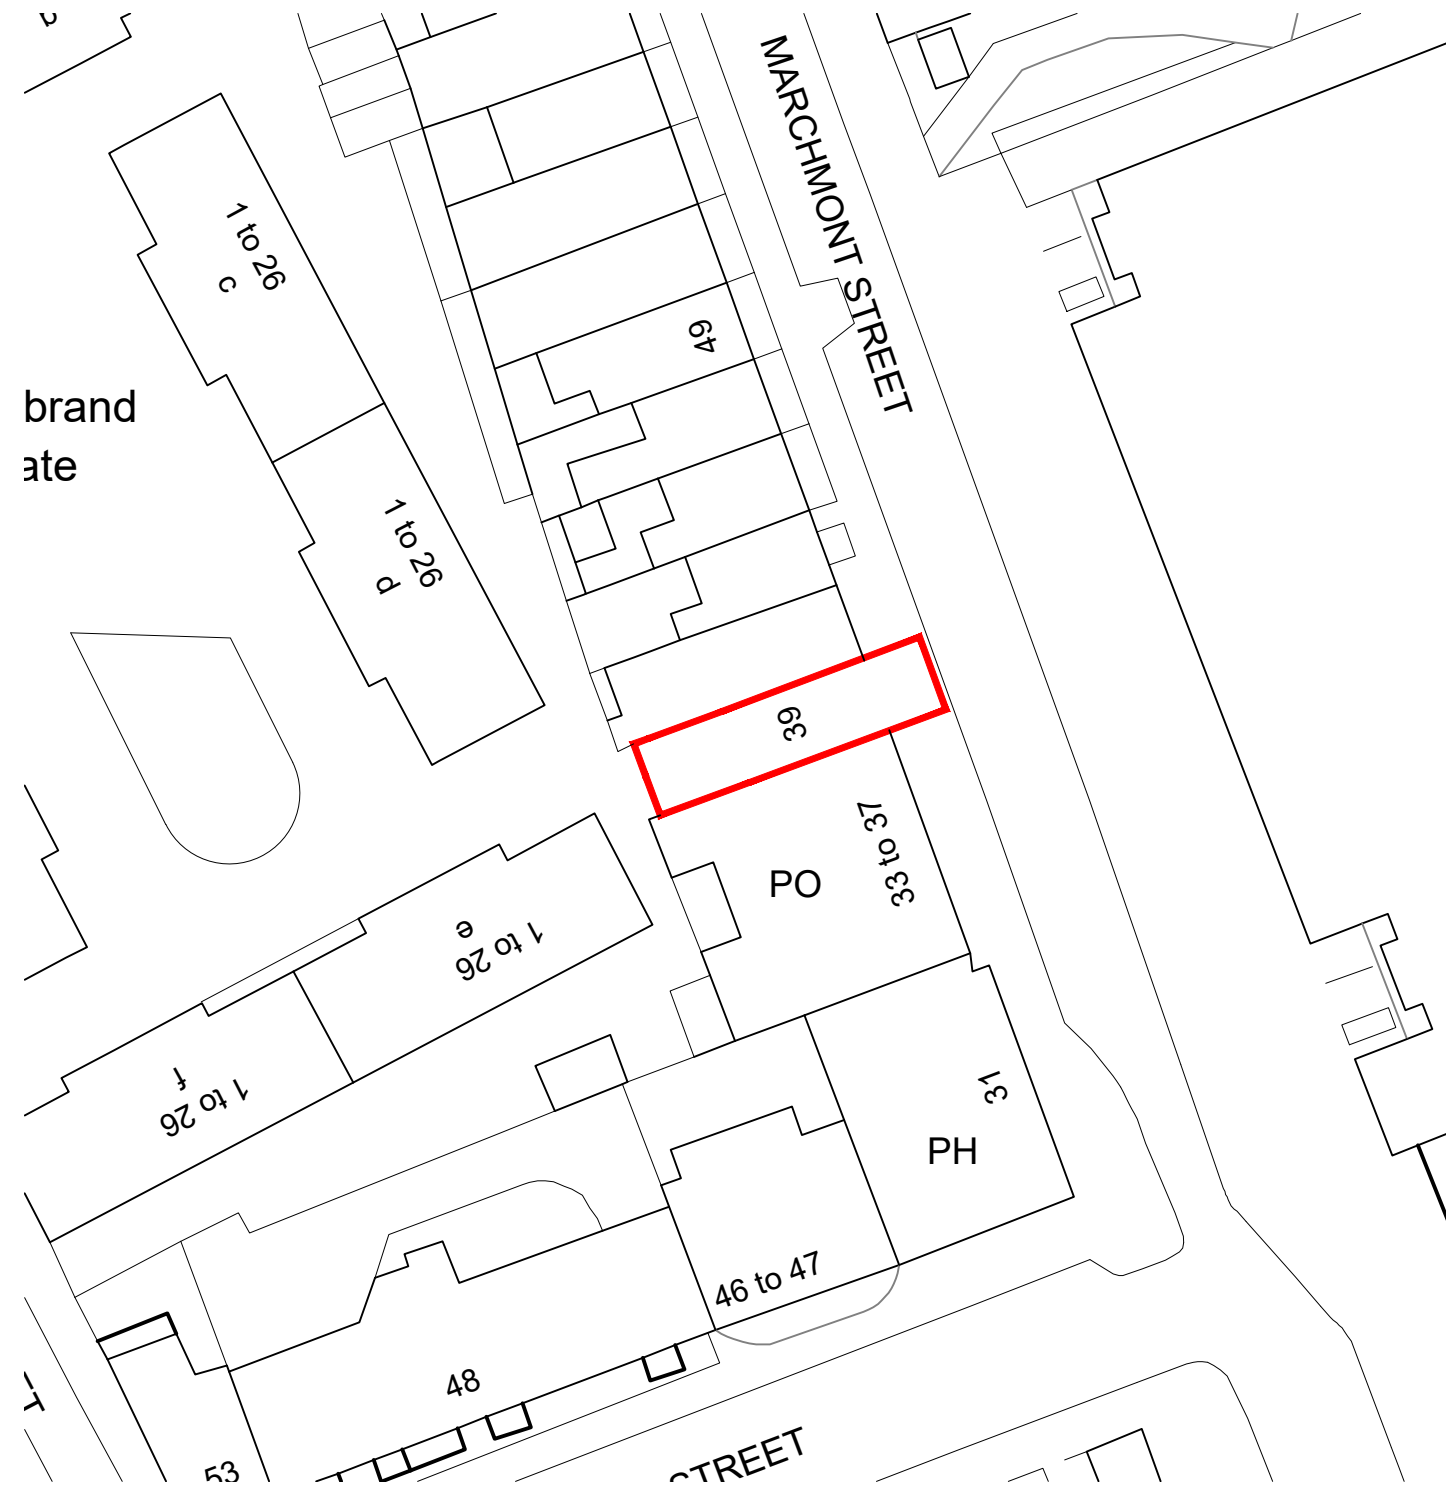 MARCHMONT STREET
1 to 26
c
49
brand
ate
1 to 26
d
39
33 to 37
PO
e
1 to 26
f
1 to 26
31
PH
46 to 47
48
STREET
53